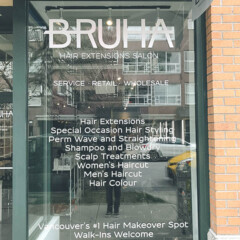 BRUHA
HAIR EXTENSIONS SALON
SERVICE RETAIL WHOLESALE
Hair Extensions
Special Occasion Hair Styling
Perm Wave and Straightening
Shampoo and Blowdry
Scalp Treatments
Women's Haircut
Men's Haircut
Hair Colour
Vancouver's #1 Hair Makeover Spot
Walk-Ins Welcome
UHA